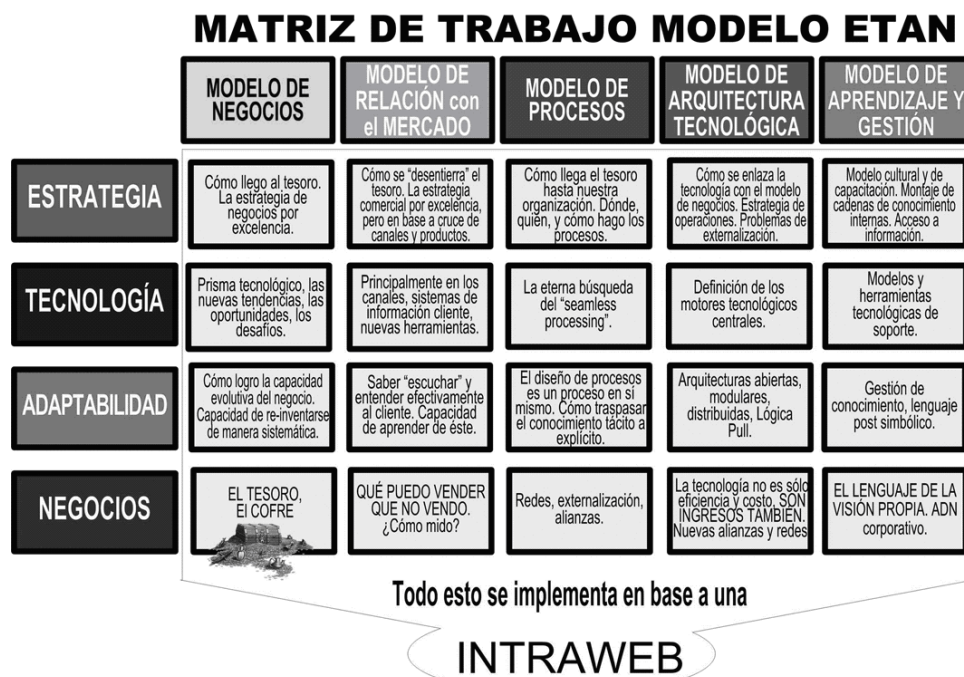 MATRIZ DE TRABAJO MODELO ETAN
MODELO DE
NEGOCIOS
MODELO DE
RELACIÓN con
el MERCADO
MODELO DE
PROCESOS
MODELO DE
ARQUITECTURA
TECNOLÓGICA
MODELO DE
APRENDIZAJE Y
GESTIÓN
ESTRATEGIA
Cómo llego al tesoro.
La estrategia de
negocios por
excelencia.
Cómo se "desentierra" el
tesoro. La estrategia
comercial por excelencia,
pero en base a cruce de
canales y productos.
Cómo llega el tesoro
hasta nuestra
organización. Dónde,
quién, y cómo hago los
procesos.
Cómo se enlaza la
tecnología con el modelo
de negocios. Estrategia de
operaciones. Problemas de
externalización.
Modelo cultural y de
capacitación. Montaje de
cadenas de conocimiento
internas. Acceso a
información.
TECNOLOGÍA
Prisma tecnológico, las
nuevas tendencias, las
oportunidades, los
desafíos.
Principalmente en los
canales, sistemas de
información cliente,
nuevas herramientas.
La eterna búsqueda
del "seamless
processing".
Definición de los
motores tecnológicos
centrales.
Modelos y
herramientas
tecnológicas de
soporte.
ADAPTABILIDAD
Cómo logro la capacidad
evolutiva del negocio.
Capacidad de re-inventarse
de manera sistemática.
Saber "escuchar" y
entender efectivamente
al cliente. Capacidad
de aprender de éste.
El diseño de procesos
es un proceso en sí
mismo. Cómo traspasar
el conocimiento tácito a
explícito.
Arquitecturas abiertas,
modulares,
distribuidas, Lógica
Pull.
Gestión de
conocimiento, lenguaje
post simbólico.
NEGOCIOS
EL TESORO,
El COFRE
QUÉ PUEDO VENDER
QUE NO VENDO.
¿Cómo mido?
Redes, externalización,
alianzas.
La tecnología no es sólo
eficiencia y costo, SON
INGRESOS TAMBIÉN.
Nuevas alianzas y redes
EL LENGUAJE DE LA
VISIÓN PROPIA. ADN
corporativo.
Todo esto se implementa en base a una
INTRAWEB